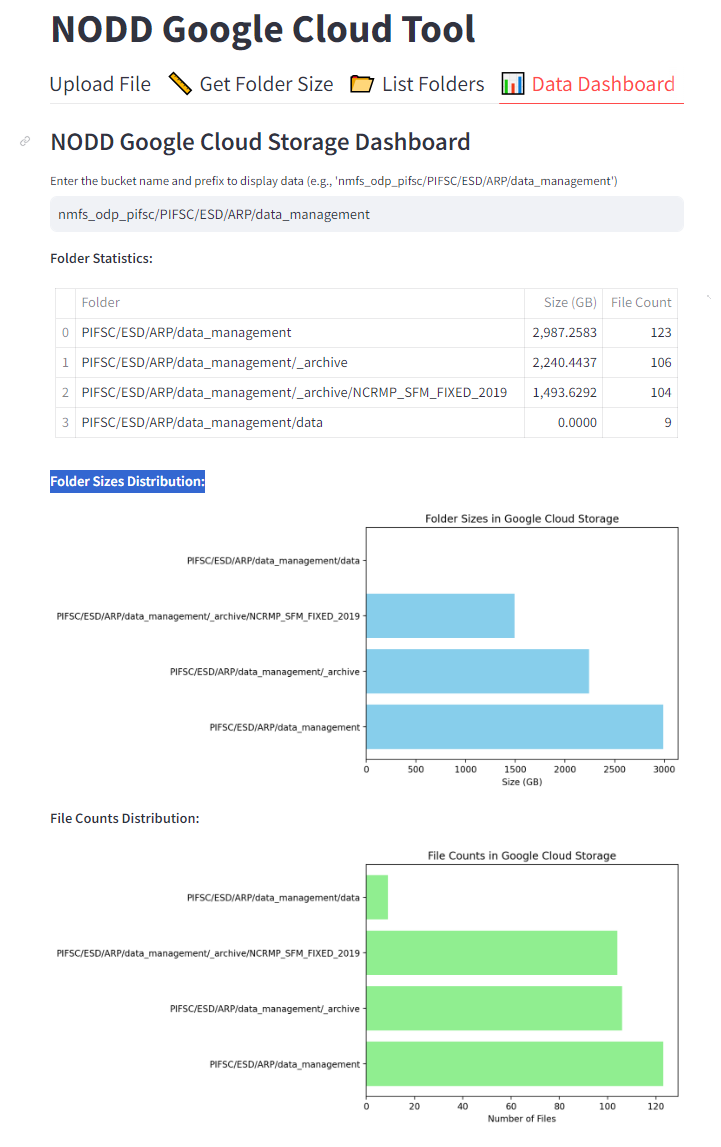 NODD Google Cloud Tool
Upload File Get Folder Size List Folders Data Dashboard
NODD Google Cloud Storage Dashboard
Enter the bucket name and prefix to display data (e.g., 'nmfs_odp_pifsc/PIFSC/ESD/ARP/data_management')
nmfs_odp_pifsc/PIFSC/ESD/ARP/data_management
Folder Statistics:
Folder Size (GB) File Count
0 PIFSC/ESD/ARP/data_management 2,987.2583 123
1 PIFSC/ESD/ARP/data_management/_archive 2,240.4437 106
2 PIFSC/ESD/ARP/data_management/_archive/NCRMP_SFM_FIXED_2019 1,493.6292 104
3 PIFSC/ESD/ARP/data_management/data 0.0000 9
Folder Sizes Distribution:
Folder Sizes in Google Cloud Storage
PIFSC/ESD/ARP/data_management/data
PIFSC/ESD/ARP/data_management/_archive/NCRMP_SFM_FIXED_2019
PIFSC/ESD/ARP/data_management/_archive
PIFSC/ESD/ARP/data_management
0 500 1000 1500 2000 2500 3000
Size (GB)
File Counts Distribution:
File Counts in Google Cloud Storage
PIFSC/ESD/ARP/data_management/data
PIFSC/ESD/ARP/data_management/_archive/NCRMP_SFM_FIXED_2019
PIFSC/ESD/ARP/data_management/_archive
PIFSC/ESD/ARP/data_management
0 20 40 60 80 100 120
Number of Files